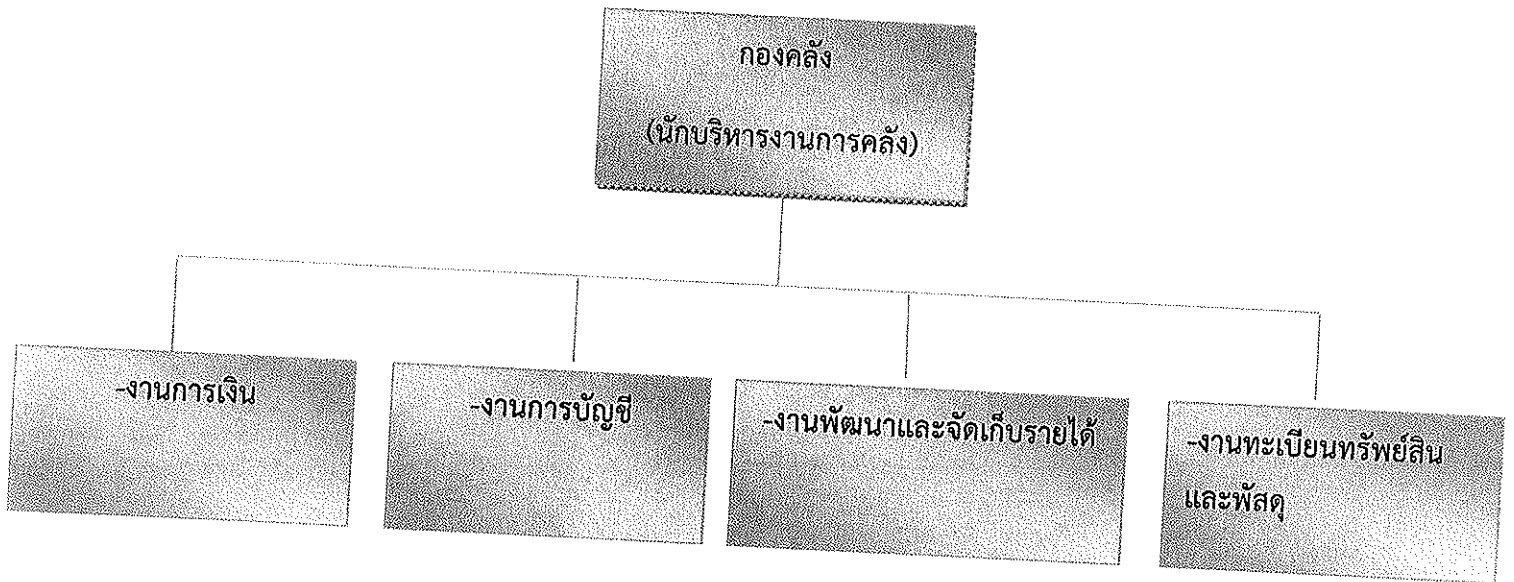 กองคลัง
(นักบริหารงานการคลัง)
-งานการเงิน
-งานการบัญชี
-งานพัฒนาและจัดเก็บรายได้
-งานทะเบียนทรัพย์สิน
และพัสดุ